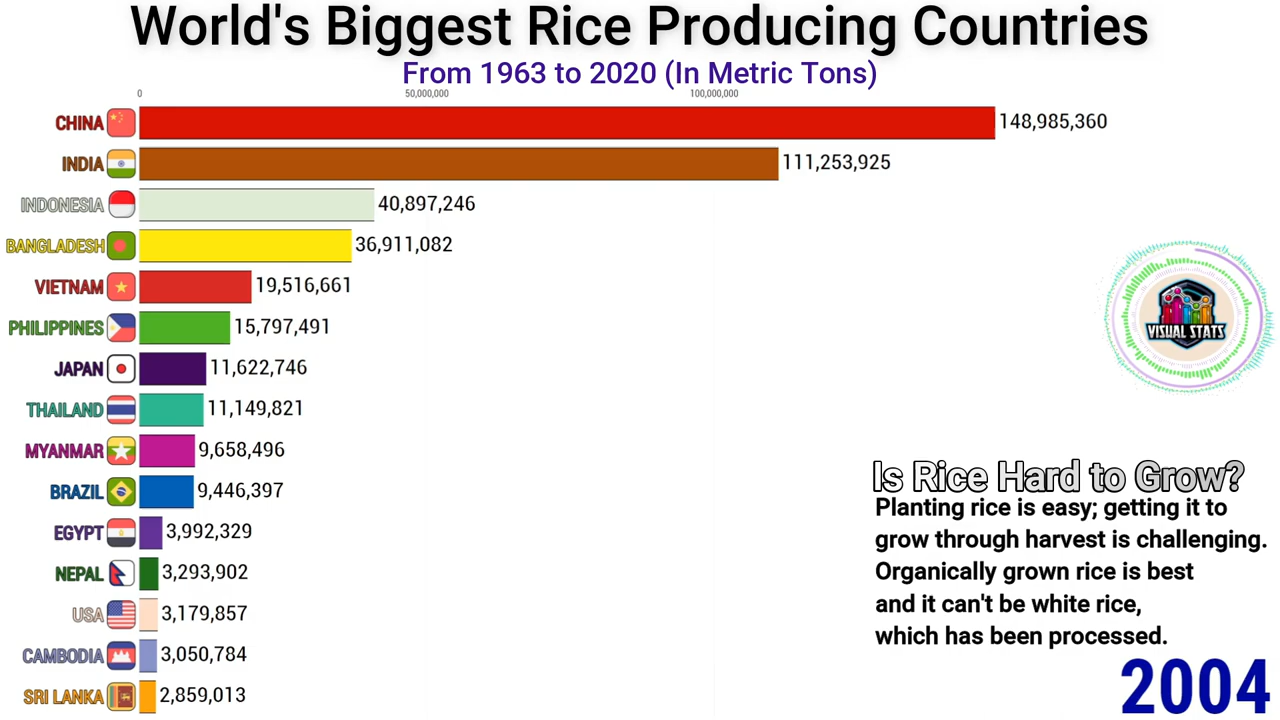 World's Biggest Rice Producing Countries
From 1963 to 2020 (In Metric Tons)
0 50,000,000 100,000,000
CHINA 148,985,360
INDIA 111,253,925
INDONESIA 40,897,246
BANGLADESH 36,911,082
VIETNAM 19,516,661
PHILIPPINES 15,797,491
JAPAN 11,622,746
THAILAND 11,149,821
MYANMAR 9,658,496
BRAZIL 9,446,397
EGYPT 3,992,329
NEPAL 3,293,902
USA 3,179,857
CAMBODIA 3,050,784
SRI LANKA 2,859,013
VISUAL STATS
Is Rice Hard to Grow?
Planting rice is easy; getting it to
grow through harvest is challenging.
Organically grown rice is best
and it can't be white rice,
which has been processed.
2004